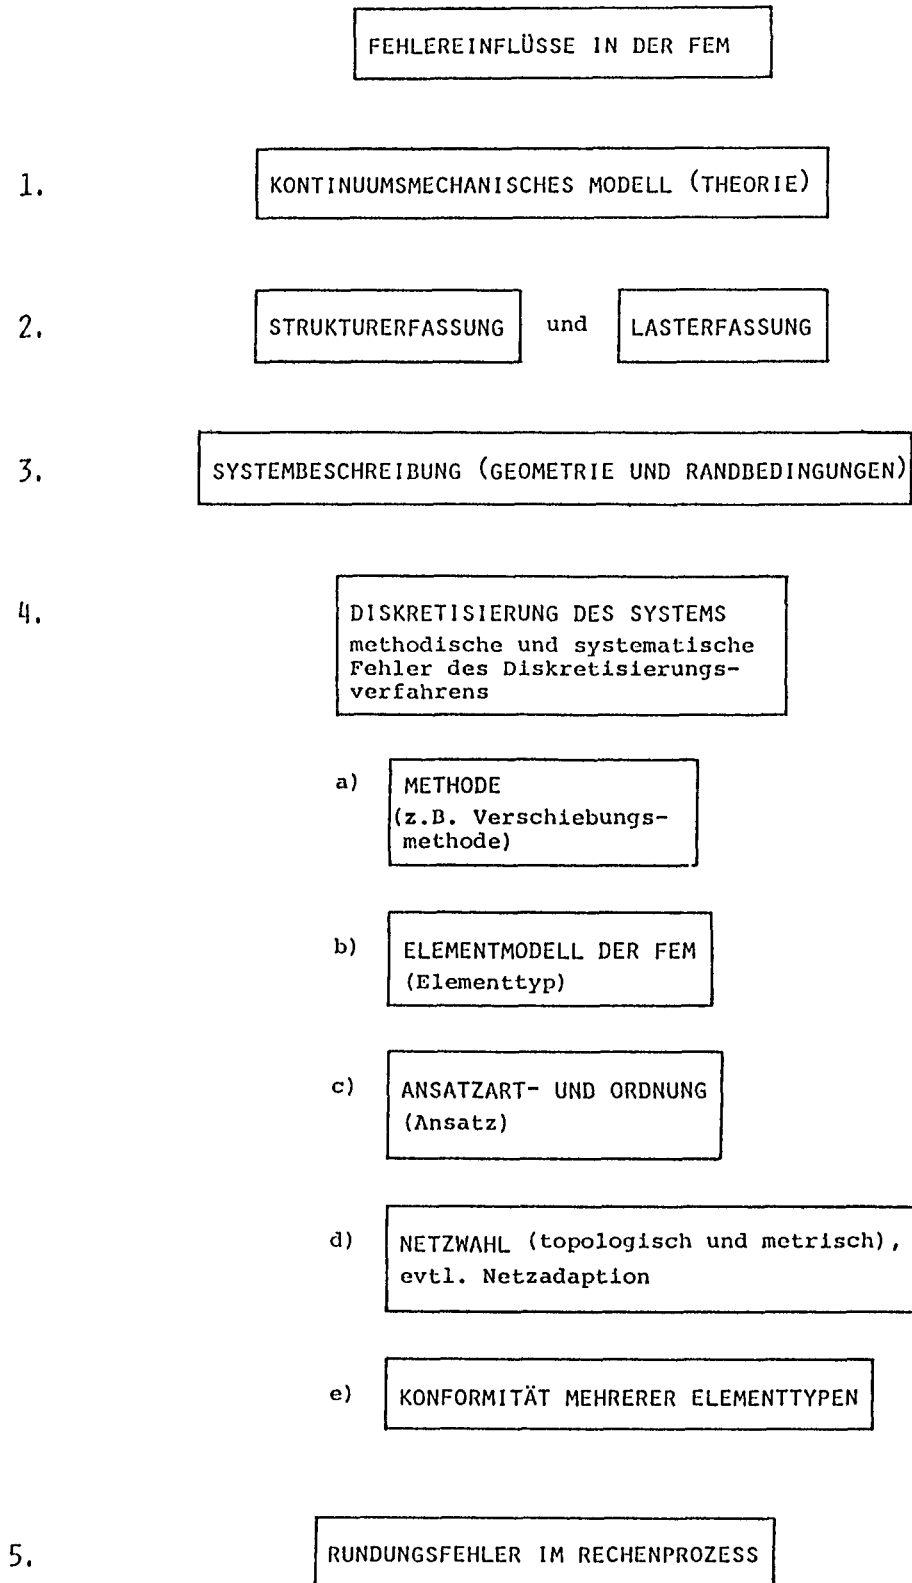 FEHLEREINFLÜSSE IN DER FEM
1. KONTINUUMSMECHANISCHES MODELL (THEORIE)
2. STRUKTURERFASSUNG und LASTERFASSUNG
3. SYSTEMBESCHREIBUNG (GEOMETRIE UND RANDBEDINGUNGEN)
4. DISKRETISIERUNG DES SYSTEMS
methodische und systematische
Fehler des Diskretisierungs-
verfahrens
a) METHODE
(z.B. Verschiebungs-
methode)
b) ELEMENTMODELL DER FEM
(Elementtyp)
c) ANSATZART- UND ORDNUNG
(Ansatz)
d) NETZWAHL (topologisch und metrisch),
evtl. Netzadaption
e) KONFORMITÄT MEHRERER ELEMENTTYPEN
5. RUNDUNGSFEHLER IM RECHENPROZESS